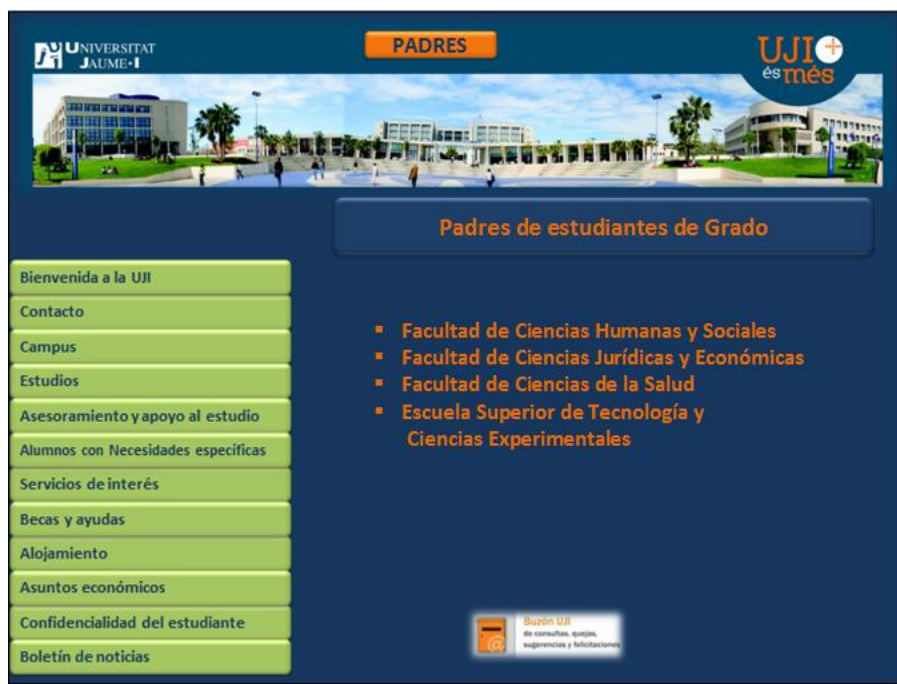 UNIVERSITAT
JAUME·I
PADRES
UJI+
és més
Padres de estudiantes de Grado
Bienvenida a la UJI
Contacto
Campus
Estudios
Asesoramiento y apoyo al estudio
Alumnos con Necesidades específicas
Servicios de interés
Becas y ayudas
Alojamiento
Asuntos económicos
Confidencialidad del estudiante
Boletín de noticias
▪ Facultad de Ciencias Humanas y Sociales
▪ Facultad de Ciencias Jurídicas y Económicas
▪ Facultad de Ciencias de la Salud
▪ Escuela Superior de Tecnología y
Ciencias Experimentales
@
Buzón UJI
de consultas, quejas,
sugerencias y felicitaciones